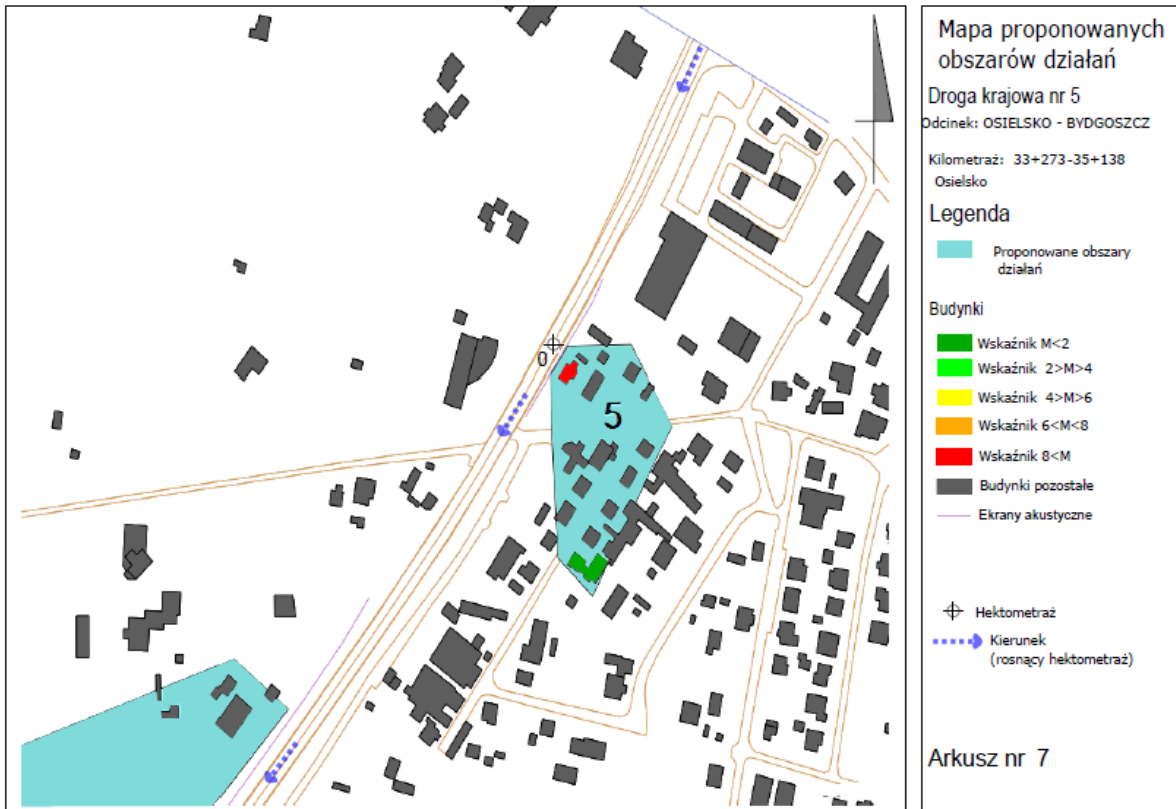 Mapa proponowanych
obszarów działań
Droga krajowa nr 5
Odcinek: OSIELSKO - BYDGOSZCZ
Kilometraż: 33+273-35+138
Osielsko
Legenda
Proponowane obszary
działań
Budynki
Wskaźnik M<2
Wskaźnik 2>M>4
Wskaźnik 4>M>6
Wskaźnik 6<M<8
Wskaźnik 8<M
Budynki pozostałe
Ekrany akustyczne
Hektometraż
Kierunek
(rosnący hektometraż)
Arkusz nr 7
0
5